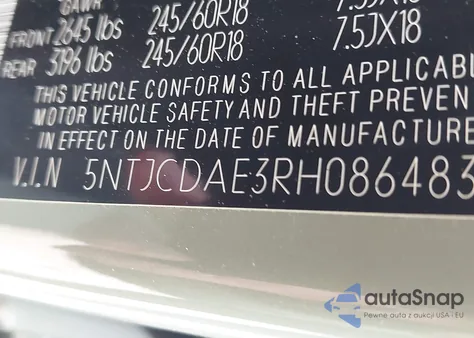 GAWR
FRONT 2645 lbs 245/60R18 7.5JX18
REAR 3196 lbs 245/60R18 7.5JX18
THIS VEHICLE CONFORMS TO ALL APPLICABL
MOTOR VEHICLE SAFETY AND THEFT PREVEN
IN EFFECT ON THE DATE OF MANUFACTURE
V.I.N 5NTJCDAE3RH086483
autoSnap
Pewne auta z aukcji USA - EU